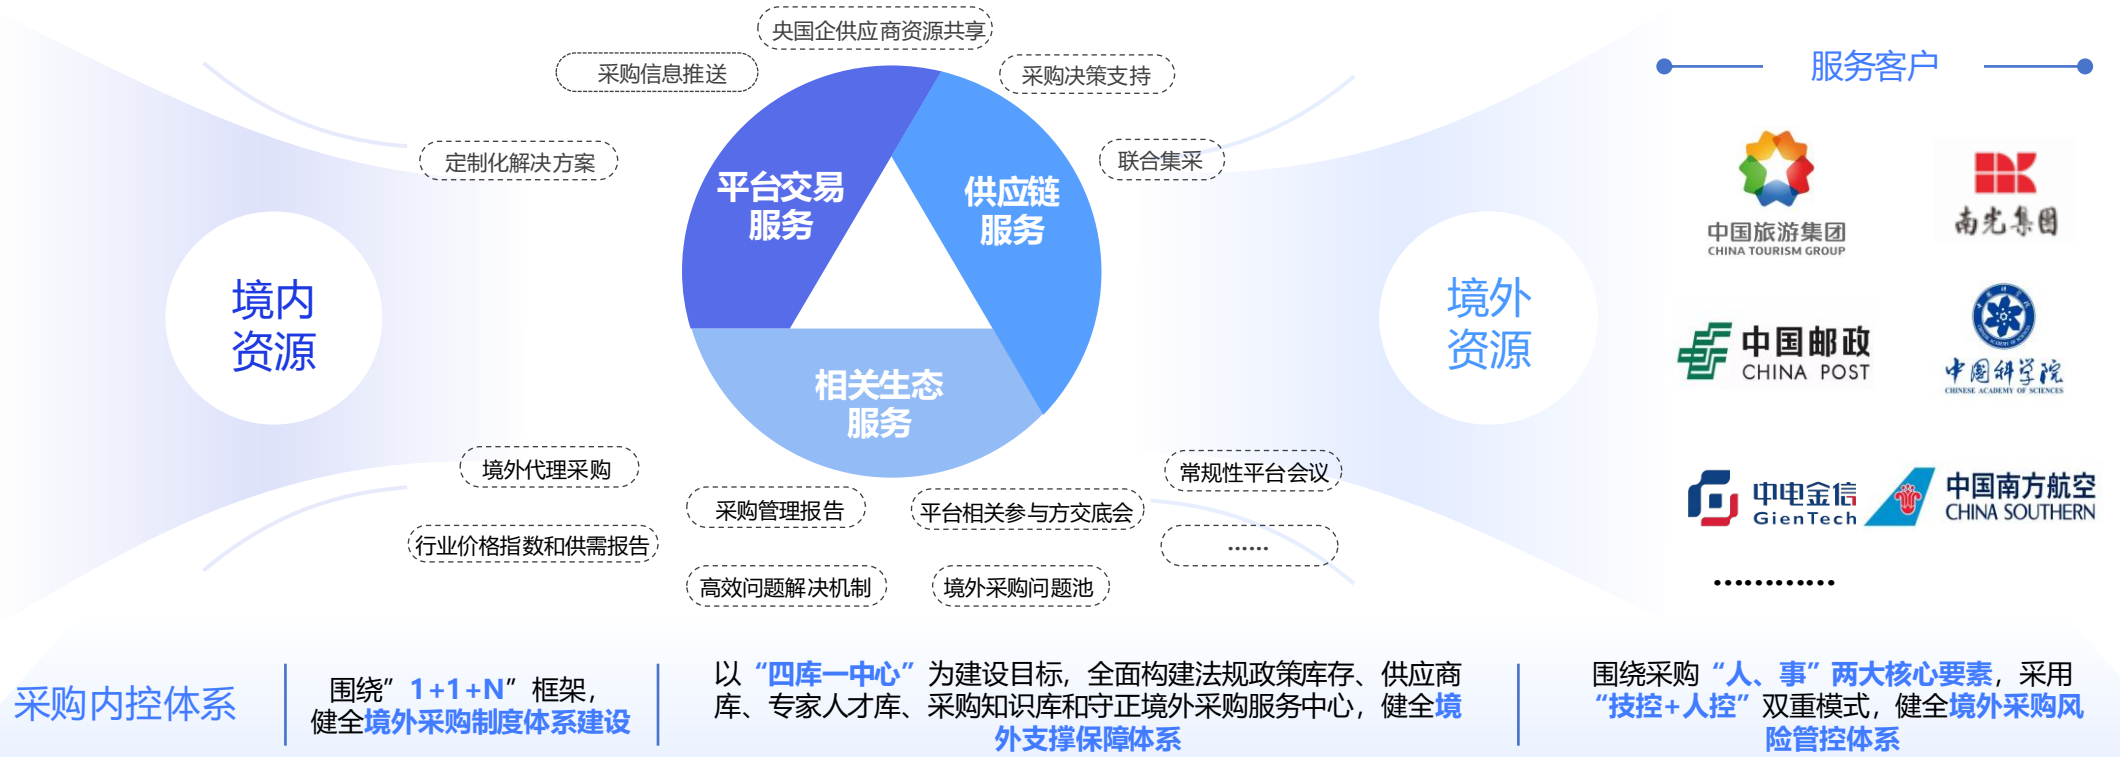 央国企供应商资源共享
采购信息推送
采购决策支持
定制化解决方案
联合集采
平台交易
服务
供应链
服务
相关生态
服务
境内
资源
境外
资源
境外代理采购
常规性平台会议
采购管理报告
平台相关参与方交底会
行业价格指数和供需报告
……
高效问题解决机制
境外采购问题池
服务客户
中国旅游集团
CHINA TOURISM GROUP
南光集团
中国邮政
CHINA POST
中国科学院
CHINESE ACADEMY OF SCIENCES
中电金信
GienTech
中国南方航空
CHINA SOUTHERN
…………
采购内控体系
围绕”1+1+N”框架，
健全境外采购制度体系建设
以“四库一中心”为建设目标，全面构建法规政策库存、供应商
库、专家人才库、采购知识库和守正境外采购服务中心，健全境
外支撑保障体系
围绕采购“人、事”两大核心要素，采用
“技控+人控”双重模式，健全境外采购风
险管控体系